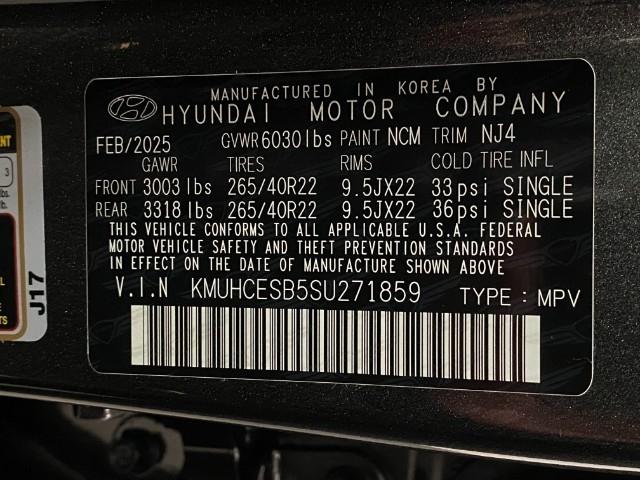 MANUFACTURED IN KOREA BY
HYUNDAI MOTOR COMPANY
FEB/2025 GVWR 6030 lbs PAINT NCM TRIM NJ4
GAWR TIRES RIMS COLD TIRE INFL
FRONT 3003 lbs 265/40R22 9.5JX22 33 psi SINGLE
REAR 3318 lbs 265/40R22 9.5JX22 36 psi SINGLE
THIS VEHICLE CONFORMS TO ALL APPLICABLE U.S.A. FEDERAL
MOTOR VEHICLE SAFETY AND THEFT PREVENTION STANDARDS
IN EFFECT ON THE DATE OF MANUFACTURE SHOWN ABOVE
V.I.N KMUHCESB5SU271859 TYPE : MPV
J17
3